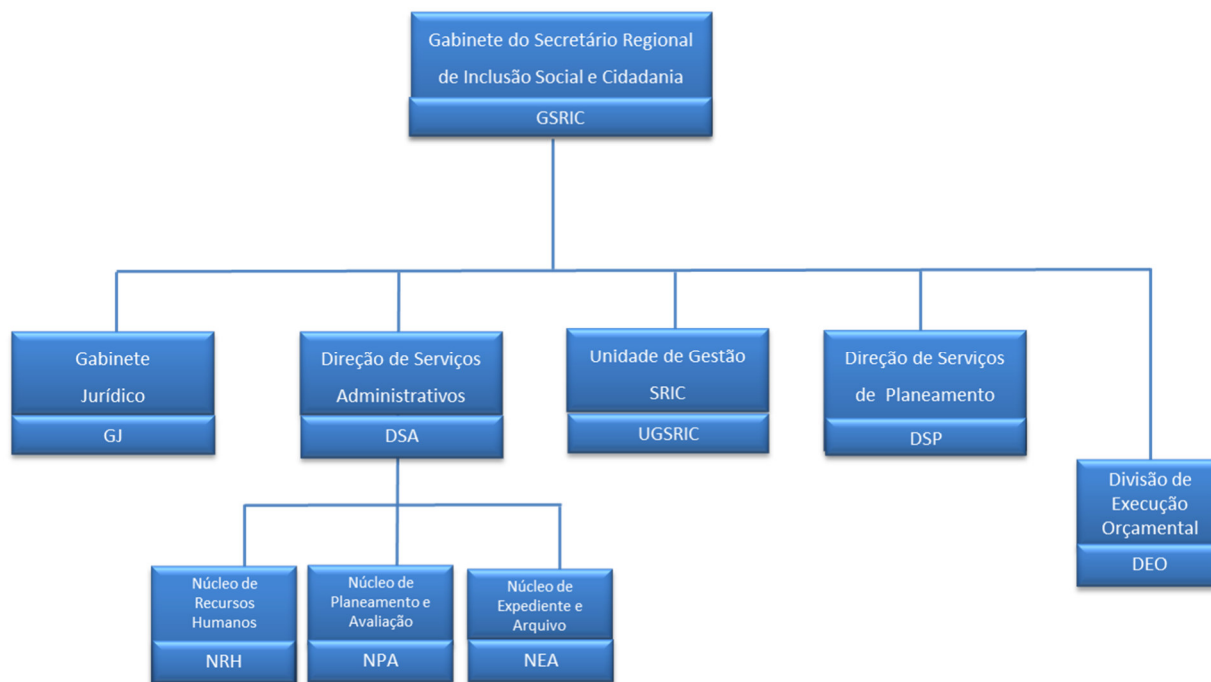 Gabinete do Secretário Regional
de Inclusão Social e Cidadania
GSRIC
Gabinete
Jurídico
GJ
Direção de Serviços
Administrativos
DSA
Unidade de Gestão
SRIC
UGSRIC
Direção de Serviços
de Planeamento
DSP
Divisão de
Execução
Orçamental
DEO
Núcleo de
Recursos
Humanos
NRH
Núcleo de
Planeamento e
Avaliação
NPA
Núcleo de
Expediente e
Arquivo
NEA